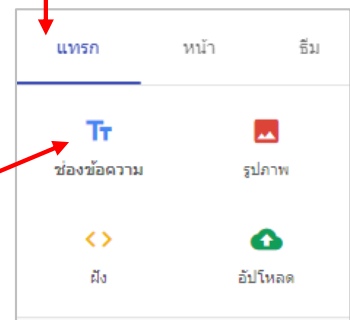 แทรก หน้า ธีม
Tт
ช่องข้อความ รูปภาพ
ฝัง อัปโหลด